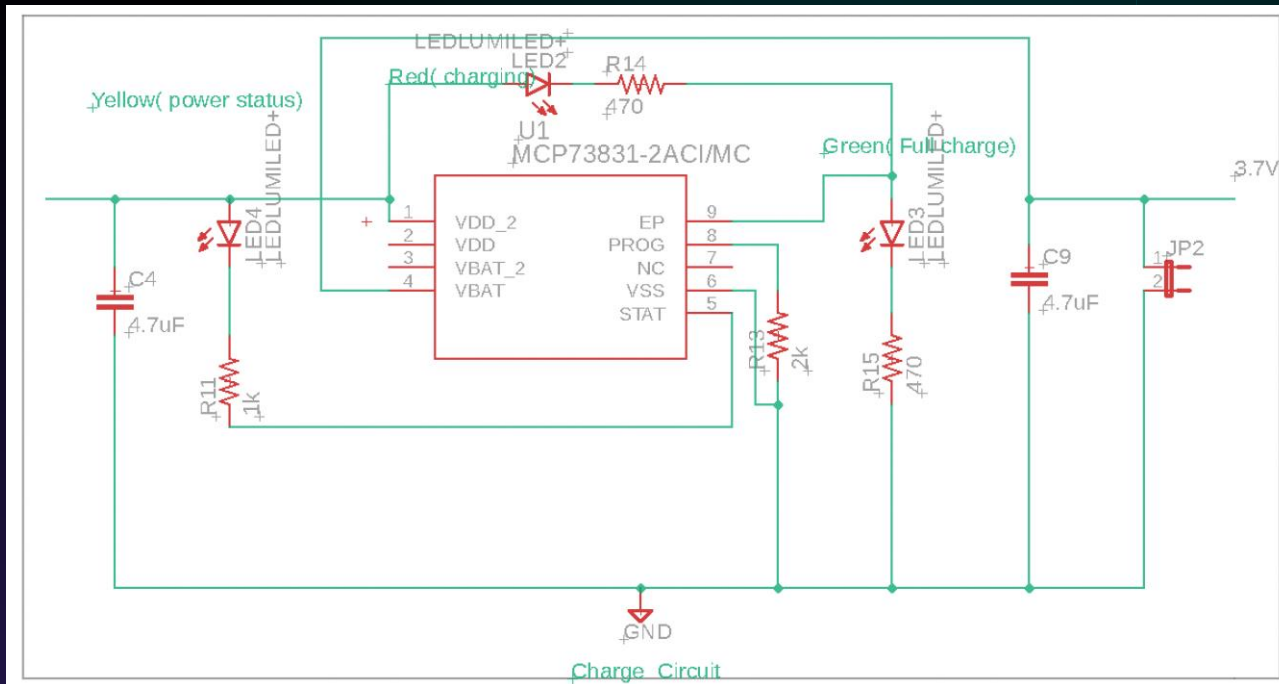 LEDLUMILED+
LED2
R14
Red( charging)
470
Yellow( power status)
U1
MCP73831-2ACI/MC
Green( Full charge)
3.7V
LED4
LEDLUMILED+
1 VDD_2
2 VDD
3 VBAT_2
4 VBAT
EP 9
PROG 8
NC 7
VSS 6
STAT 5
LED3
LEDLUMILED+
C4
4.7uF
C9
4.7uF
JP2
1
2
R11
1k
R13
2k
R15
470
GND
Charge Circuit